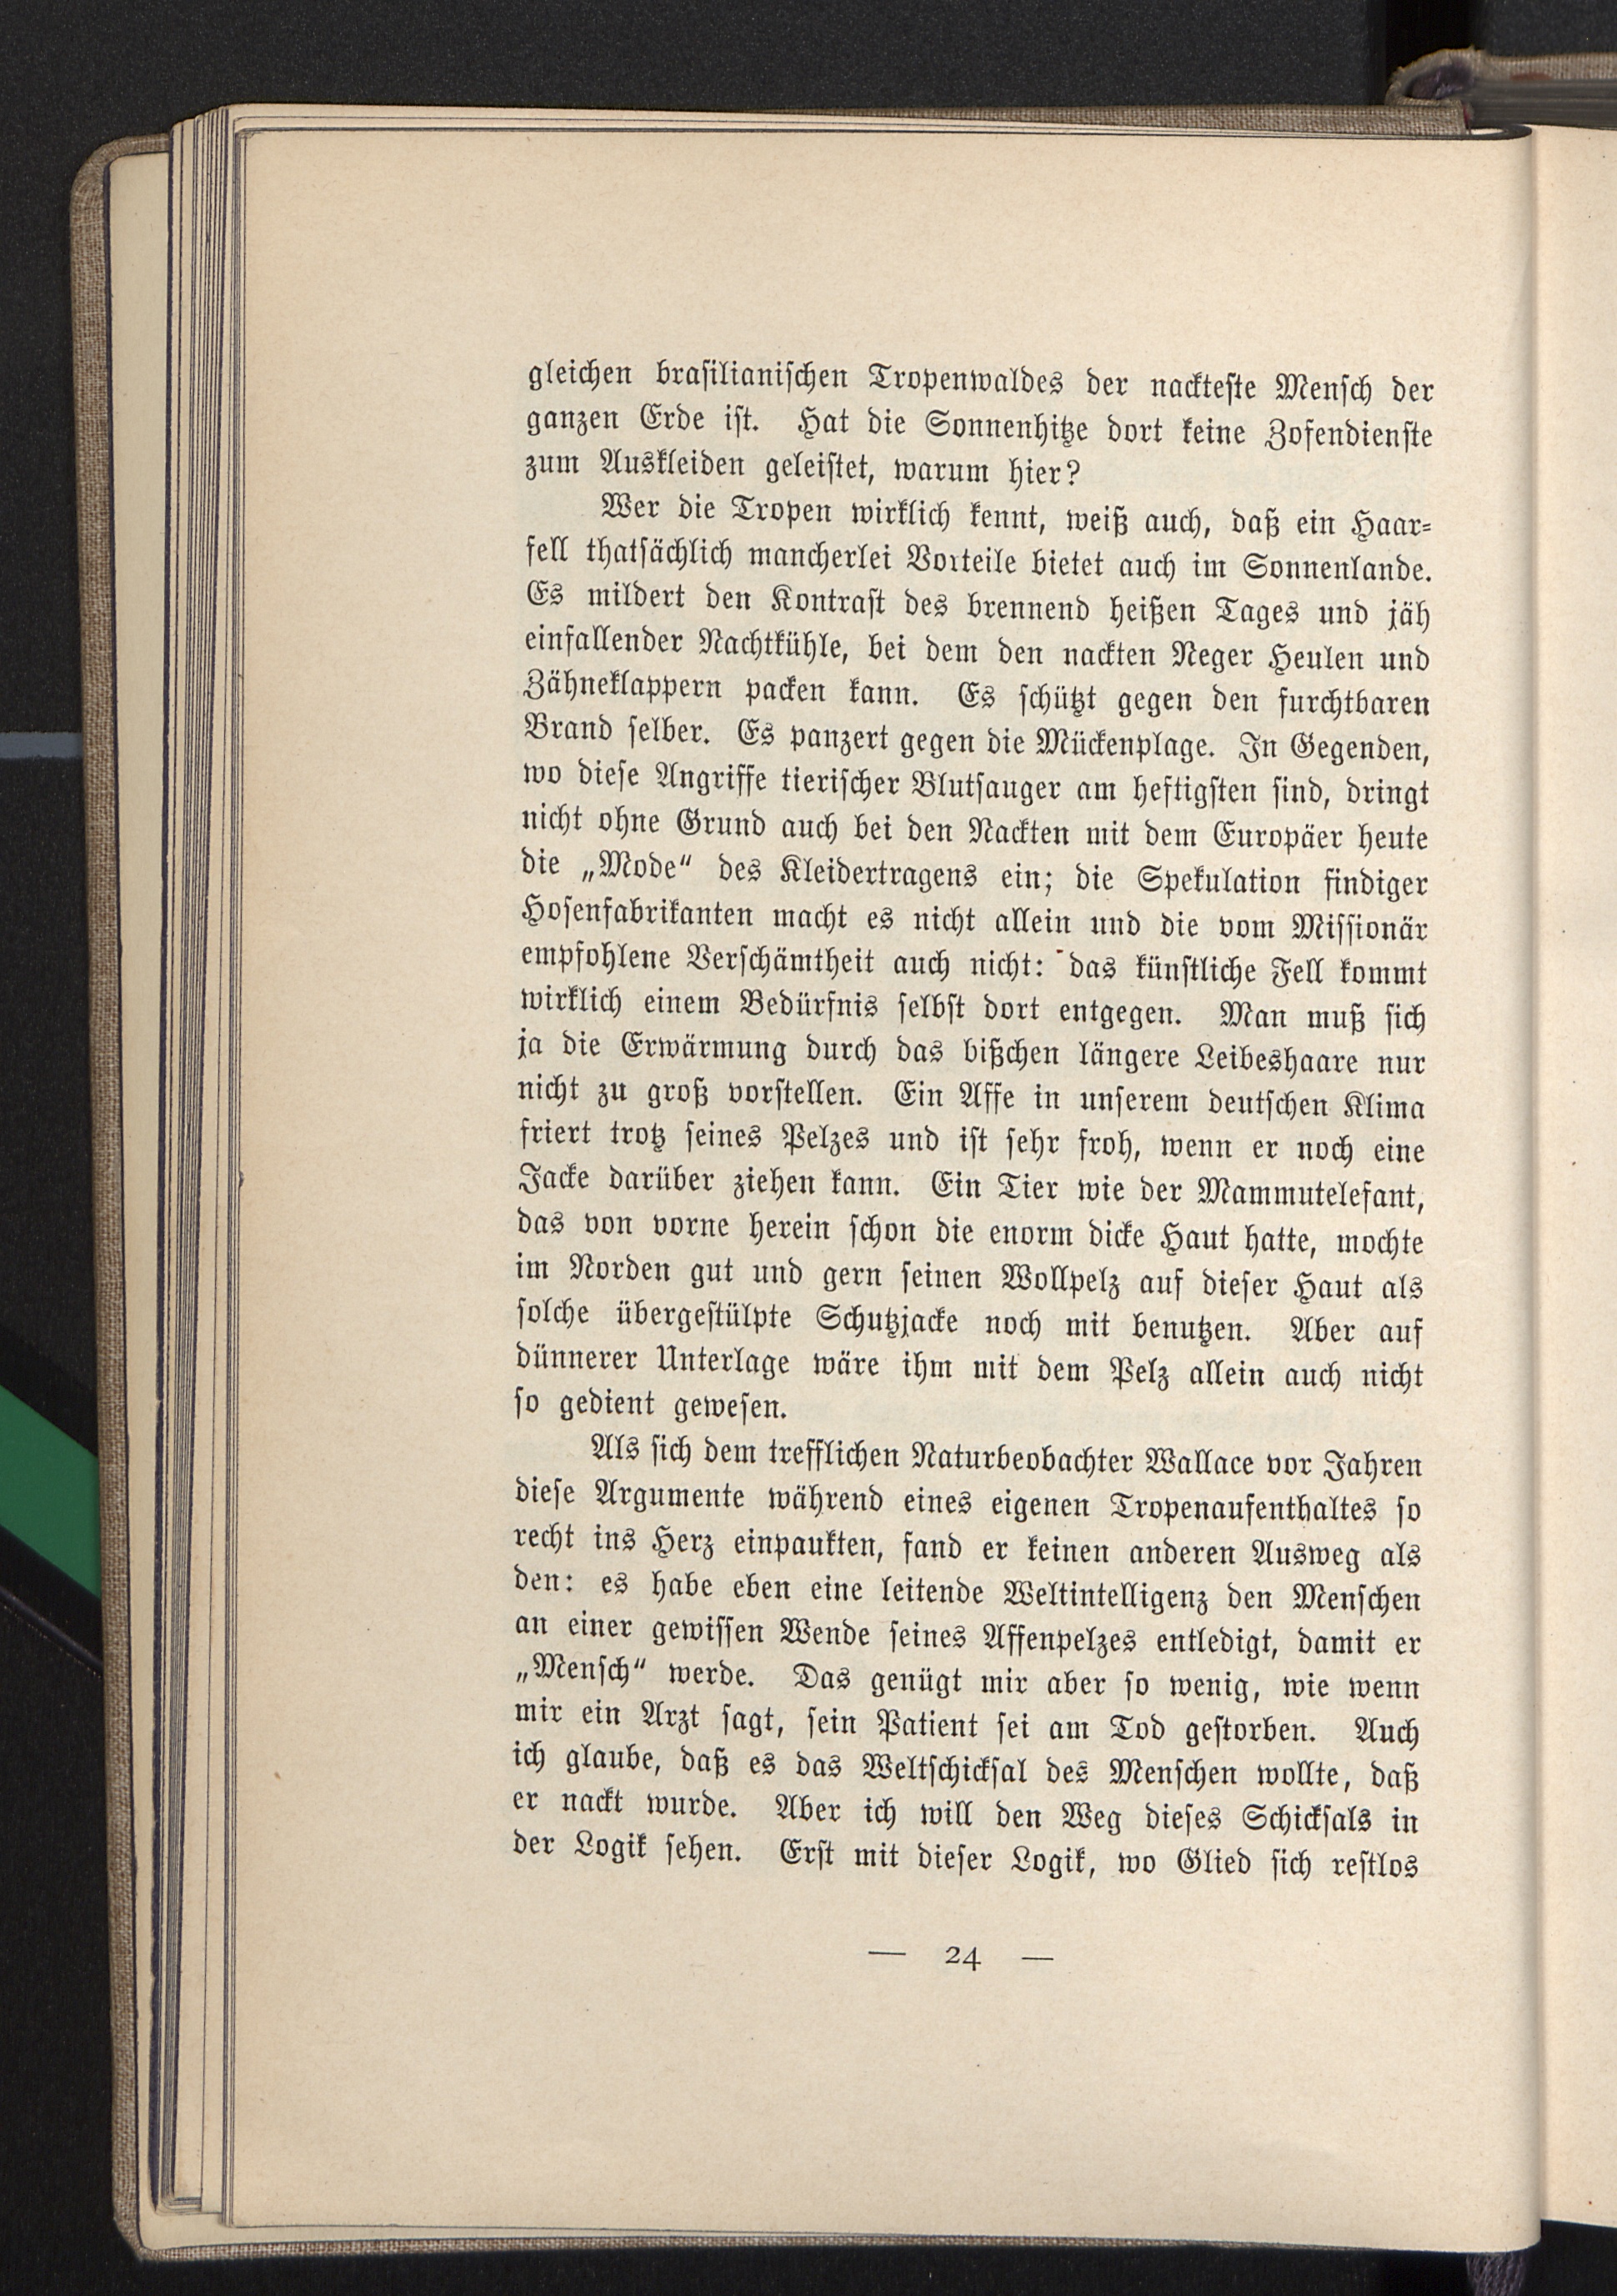 gleichen brasilianischen Tropenwaldes der nackteste Mensch der
ganzen Erde ist. Hat die Sonnenhitze dort keine Zofendienste
zum Auskleiden geleistet, warum hier?
Wer die Tropen wirklich kennt, weiß auch, daß ein Haar-
fell thatsächlich mancherlei Vorteile bietet auch im Sonnenlande.
Es mildert den Kontrast des brennend heißen Tages und jäh
einfallender Nachtkühle, bei dem den nackten Neger Heulen und
Zähneklappern packen kann. Es schützt gegen den furchtbaren
Brand selber. Es panzert gegen die Mückenplage. In Gegenden,
wo diese Angriffe tierischer Blutsauger am heftigsten sind, dringt
nicht ohne Grund auch bei den Nackten mit dem Europäer heute
die „Mode“ des Kleidertragens ein; die Spekulation findiger
Hosenfabrikanten macht es nicht allein und die vom Missionär
empfohlene Verschämtheit auch nicht: das künstliche Fell kommt
wirklich einem Bedürfnis selbst dort entgegen. Man muß sich
ja die Erwärmung durch das bißchen längere Leibeshaare nur
nicht zu groß vorstellen. Ein Affe in unserem deutschen Klima
friert trotz seines Pelzes und ist sehr froh, wenn er noch eine
Jacke darüber ziehen kann. Ein Tier wie der Mammutelefant,
das von vorne herein schon die enorm dicke Haut hatte, mochte
im Norden gut und gern seinen Wollpelz auf dieser Haut als
solche übergestülpte Schutzjacke noch mit benutzen. Aber auf
dünnerer Unterlage wäre ihm mit dem Pelz allein auch nicht
so gedient gewesen.
Als sich dem trefflichen Naturbeobachter Wallace vor Jahren
diese Argumente während eines eigenen Tropenaufenthaltes so
recht ins Herz einpaukten, fand er keinen anderen Ausweg als
den: es habe eben eine leitende Weltintelligenz den Menschen
an einer gewissen Wende seines Affenpelzes entledigt, damit er
„Mensch“ werde. Das genügt mir aber so wenig, wie wenn
mir ein Arzt sagt, sein Patient sei am Tod gestorben. Auch
ich glaube, daß es das Weltschicksal des Menschen wollte, daß
er nackt wurde. Aber ich will den Weg dieses Schicksals in
der Logik sehen. Erst mit dieser Logik, wo Glied sich restlos
— 24 —